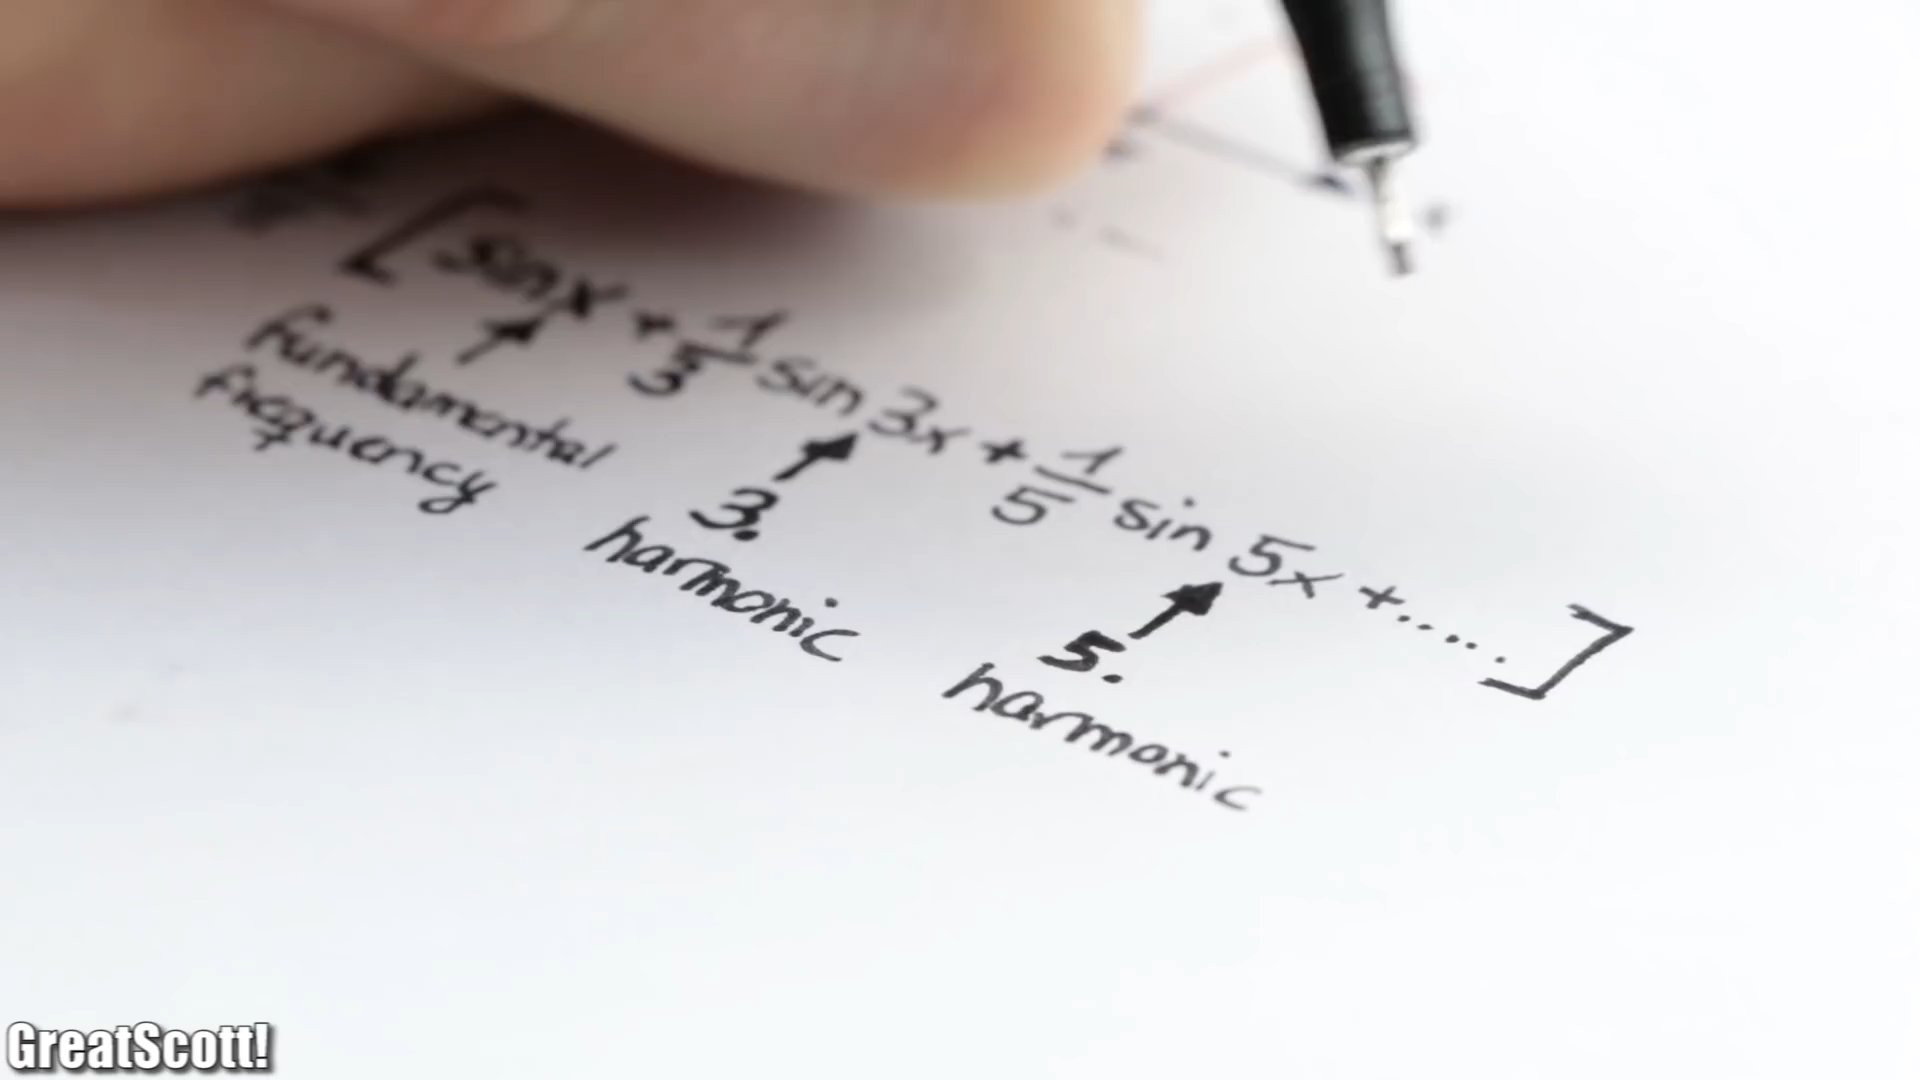 [sin x + 1/3 sin 3x + 1/5 sin 5x + ..... ]
fundamental
frequency
3.
harmonic
5.
harmonic
GreatScott!